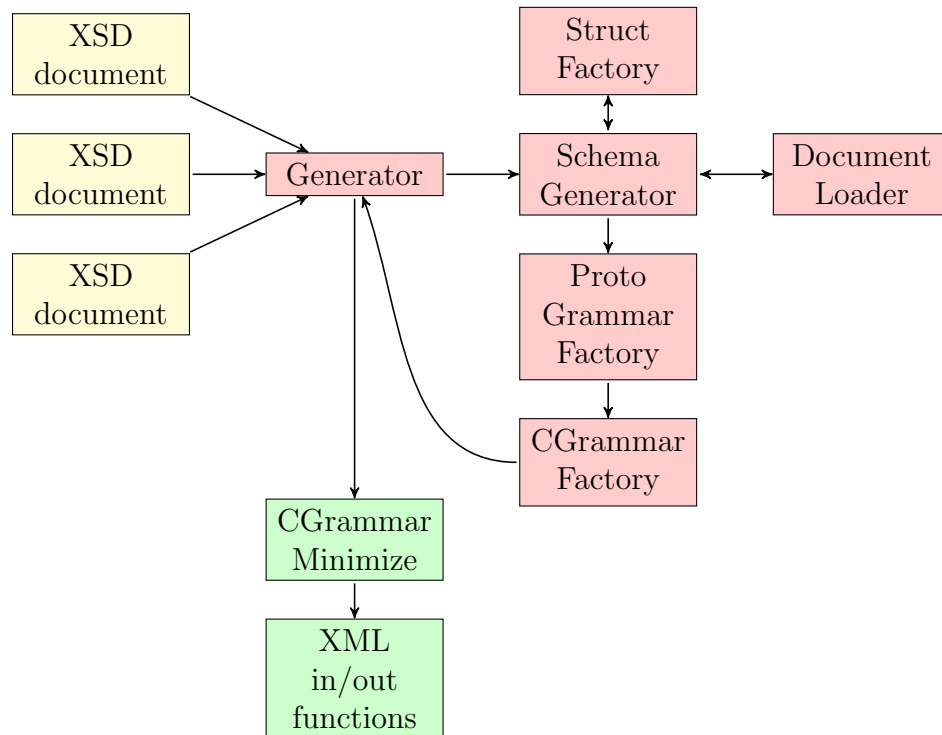 XSD
document
Struct
Factory
XSD
document
Generator
Schema
Generator
Document
Loader
XSD
document
Proto
Grammar
Factory
CGrammar
Factory
CGrammar
Minimize
XML
in/out
functions